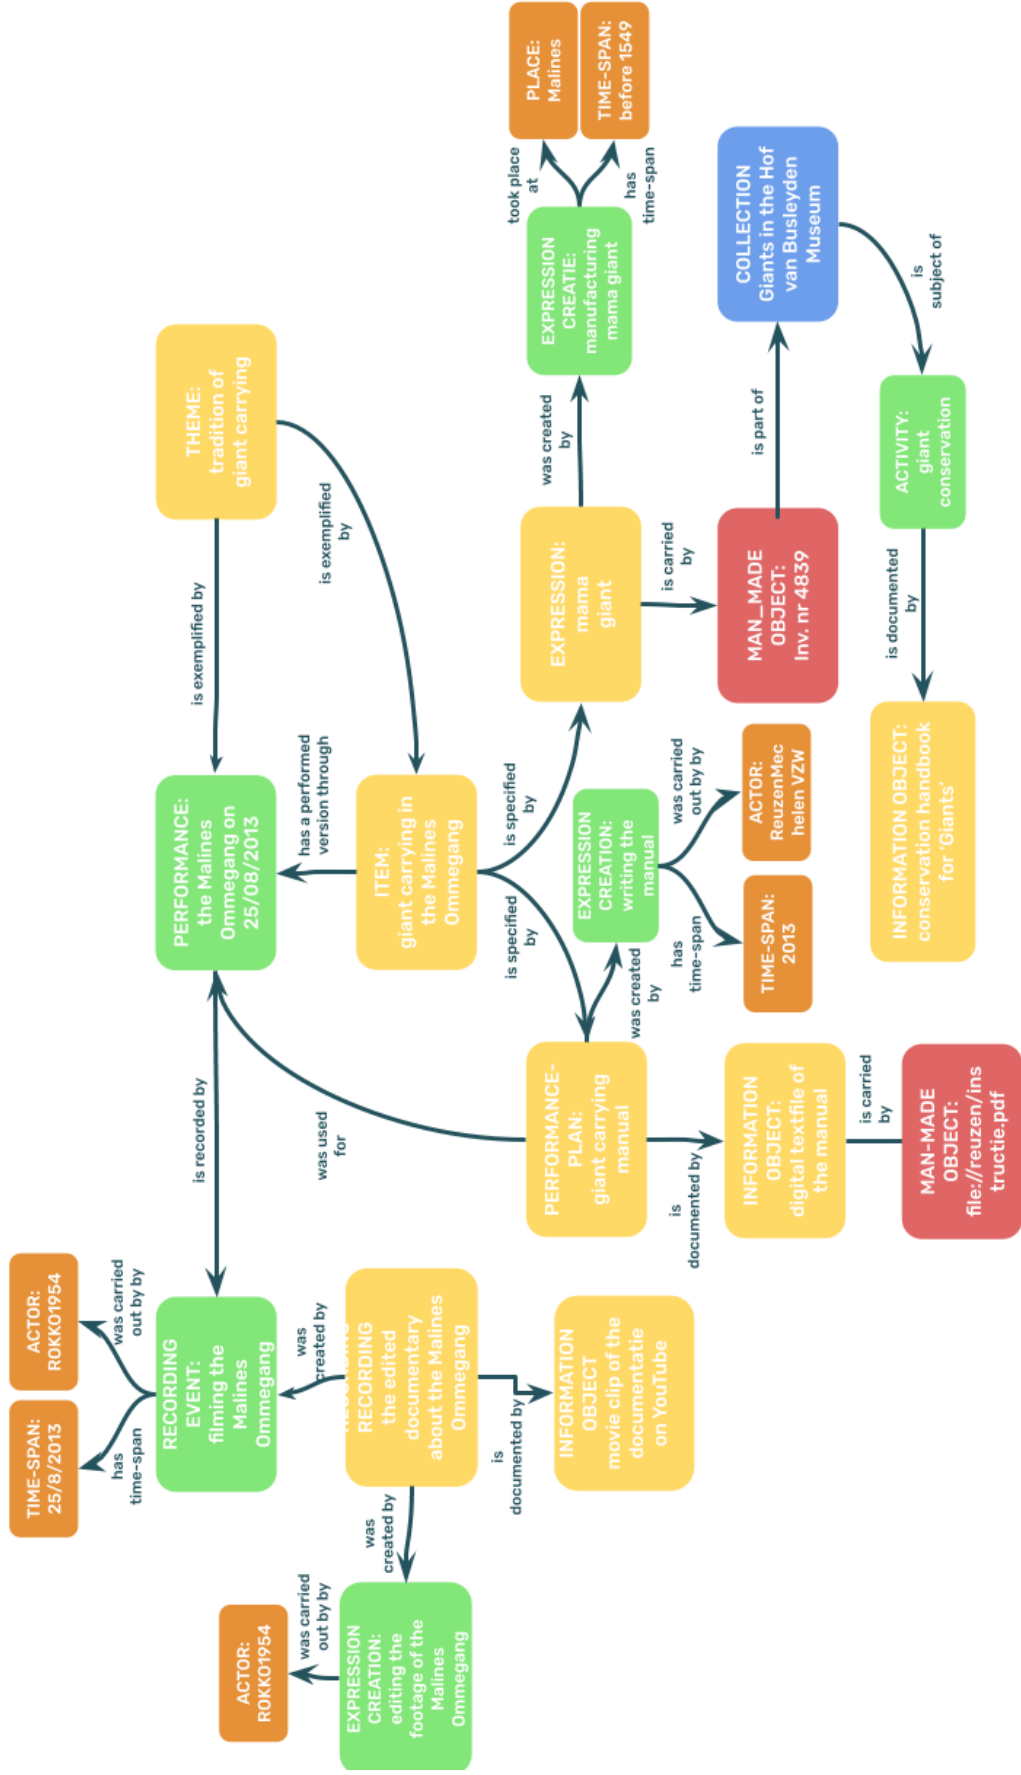 ACTOR:
ROKKO1954
was carried
out by by
EXPRESSION
CREATION:
editing the
footage of the
Malines
Ommegang
was
created by
TIME-SPAN:
25/8/2013
ACTOR:
ROKKO1954
has
time-span
was carried
out by by
RECORDING
EVENT:
filming the
Malines
Ommegang
was
created by
RECORDING
the edited
documentary
about the Malines
Ommegang
is
documented by
INFORMATION
OBJECT
movie clip of the
documentatie
on YouTube
is recorded by
was used
for
PERFORMANCE:
the Malines
Ommegang on
25/08/2013
has a performed
version through
ITEM:
giant carrying in
the Malines
Ommegang
is specified
by
is specified
by
PERFORMANCE-
PLAN:
giant carrying
manual
was created
by
EXPRESSION
CREATION:
writing the
manual
has
time-span
was carried
out by by
TIME-SPAN:
2013
ACTOR:
ReuzenMec
helen VZW
is
documented by
INFORMATION
OBJECT:
digital textfile of
the manual
is carried
by
MAN-MADE
OBJECT:
file://reuzen/ins
tructie.pdf
is exemplified by
THEME:
tradition of
giant carrying
is exemplified
by
EXPRESSION:
mama
giant
was created
by
EXPRESSION
CREATIE:
manufacturing
mama giant
took place
at
has
time-span
PLACE:
Malines
TIME-SPAN:
before 1549
is carried
by
MAN_MADE
OBJECT:
Inv. nr 4839
is part of
COLLECTION
Giants in the Hof
van Busleyden
Museum
is
subject of
ACTIVITY:
giant
conservation
is documented
by
INFORMATION OBJECT:
conservation handbook
for 'Giants'